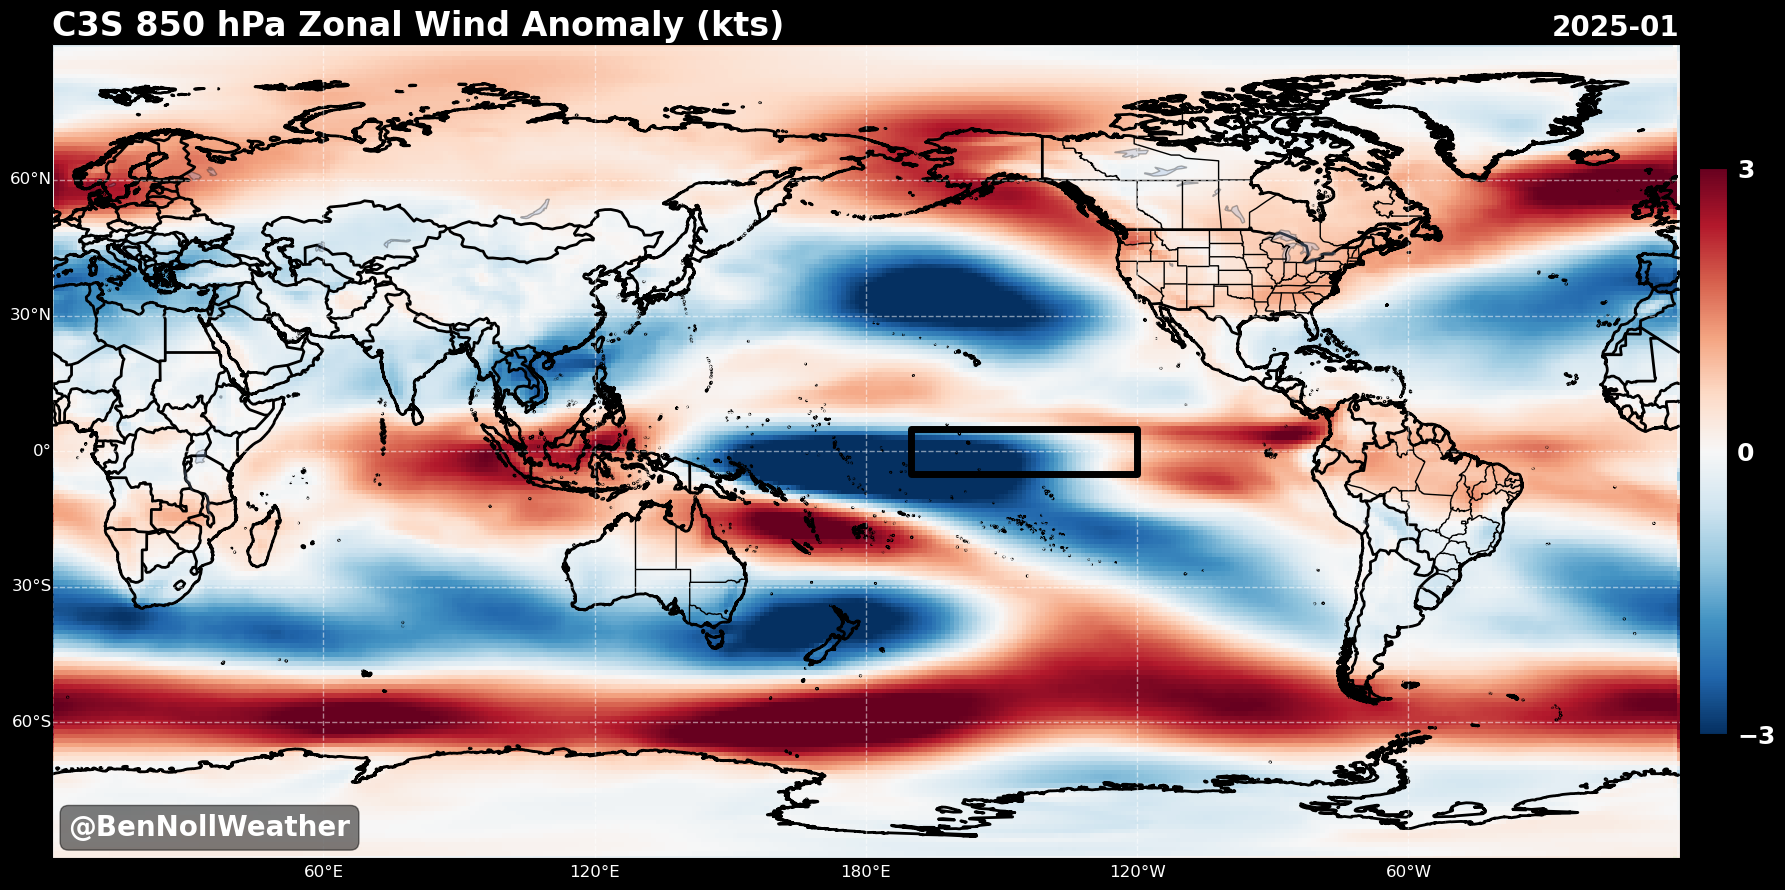 C3S 850 hPa Zonal Wind Anomaly (kts) 2025-01
60°N
30°N
0°
30°S
60°S
60°E 120°E 180°E 120°W 60°W
3
0
−3
@BenNollWeather